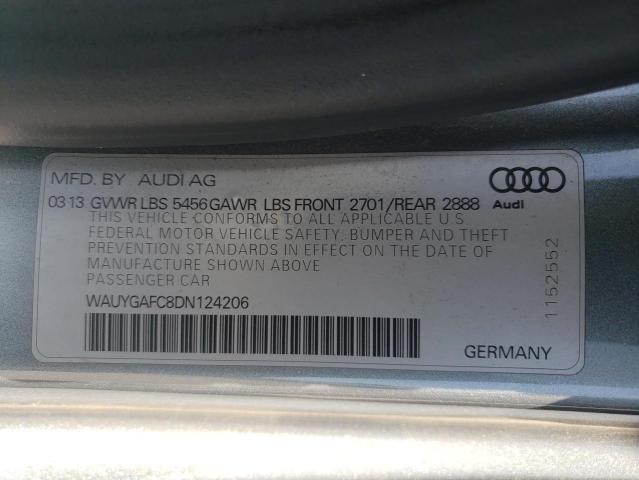 MFD. BY AUDI AG
03 13 GVWR LBS 5456 GAWR LBS FRONT 2701/REAR 2888
Audi
THIS VEHICLE CONFORMS TO ALL APPLICABLE U.S
FEDERAL MOTOR VEHICLE SAFETY, BUMPER AND THEFT
PREVENTION STANDARDS IN EFFECT ON THE DATE OF
MANUFACTURE SHOWN ABOVE
PASSENGER CAR
WAUYGAFC8DN124206
1152552
GERMANY